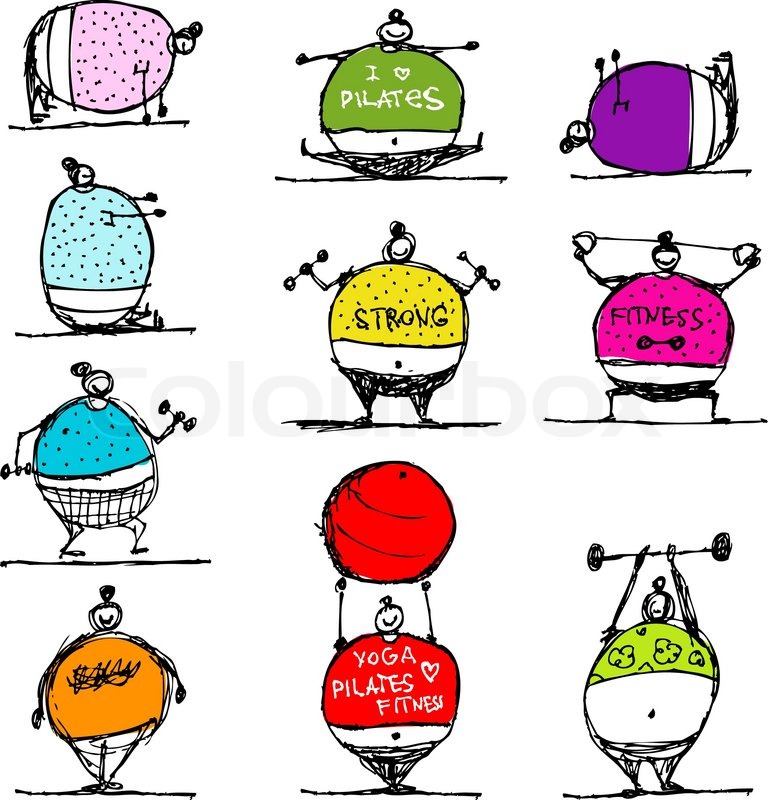 I ♡
PILATES
STRONG
FITNESS
Colourbox
YOGA
PILATES ♡
FITNESS